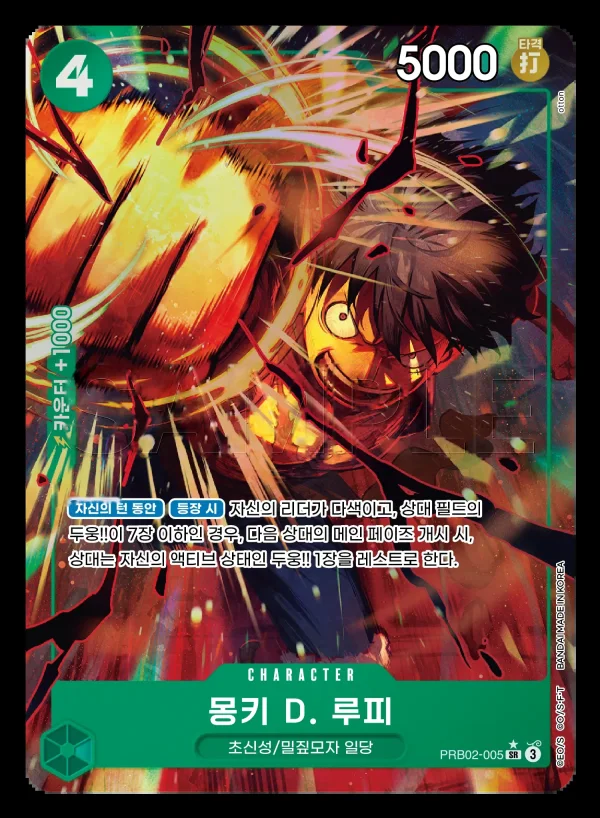 4
5000
타격
打
otton
카운터 +1000
SAMPLE
자신의 턴 동안 등장 시 자신의 리더가 다색이고, 상대 필드의
두웅!!이 7장 이하인 경우, 다음 상대의 메인 페이즈 개시 시,
상대는 자신의 액티브 상태인 두웅!! 1장을 레스트로 한다.
©E.O/S ©O/S·F·T BANDAI MADE IN KOREA
CHARACTER
몽키 D. 루피
초신성/밀짚모자 일당
PRB02-005 SR 3